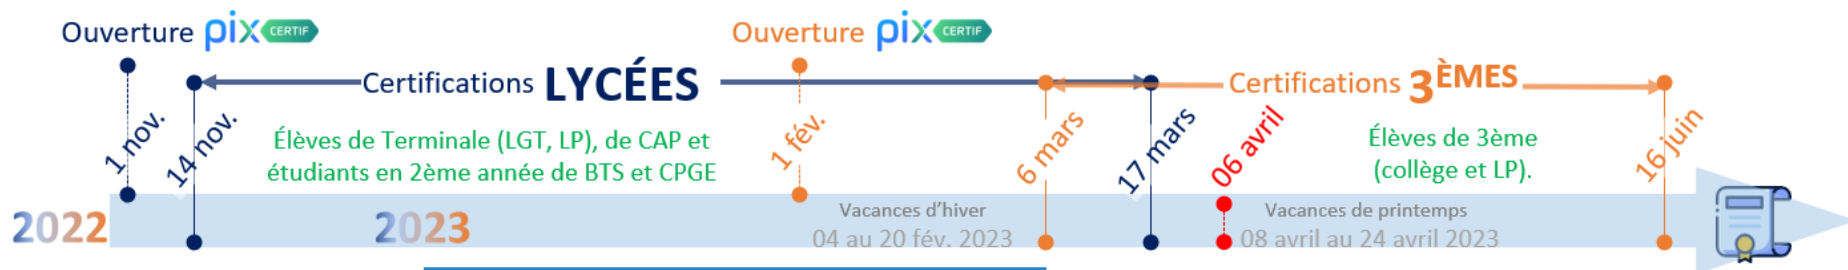 Ouverture pix CERTIF
Ouverture pix CERTIF
Certifications LYCÉES
Certifications 3ÈMES
1 nov.
14 nov.
Élèves de Terminale (LGT, LP), de CAP et
étudiants en 2ème année de BTS et CPGE
1 fév.
6 mars
17 mars
06 avril
Élèves de 3ème
(collège et LP).
16 juin
2022
2023
Vacances d'hiver
04 au 20 fév. 2023
Vacances de printemps
08 avril au 24 avril 2023